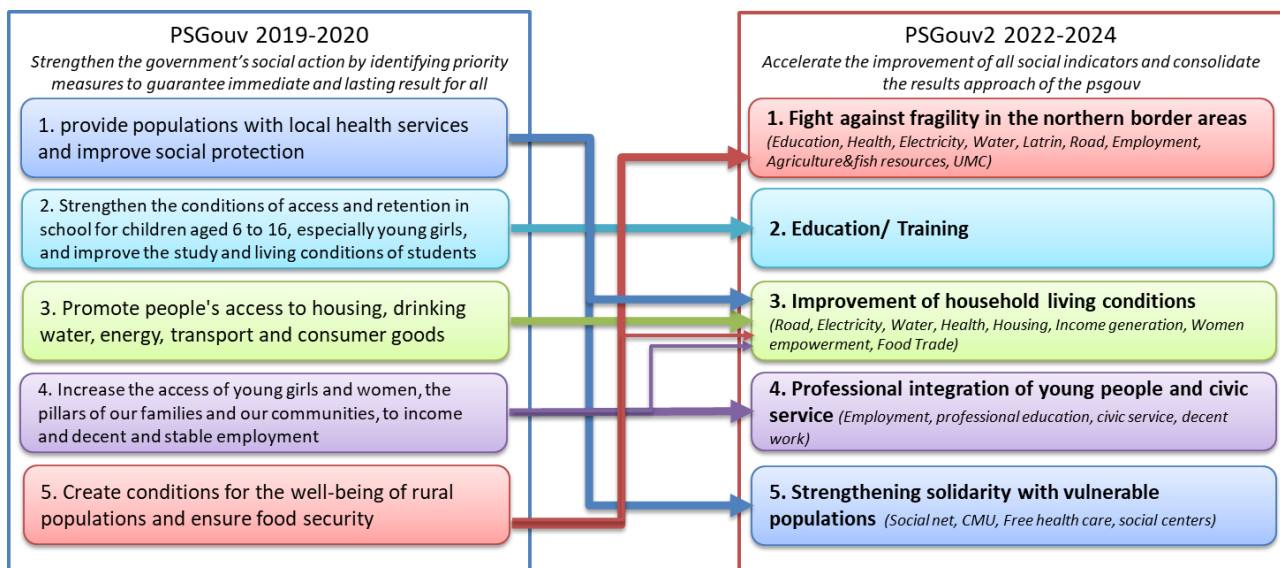 PSGouv 2019-2020
Strengthen the government's social action by identifying priority
measures to guarantee immediate and lasting result for all
1. provide populations with local health services
and improve social protection
2. Strengthen the conditions of access and retention in
school for children aged 6 to 16, especially young girls,
and improve the study and living conditions of students
3. Promote people's access to housing, drinking
water, energy, transport and consumer goods
4. Increase the access of young girls and women, the
pillars of our families and our communities, to income
and decent and stable employment
5. Create conditions for the well-being of rural
populations and ensure food security
PSGouv2 2022-2024
Accelerate the improvement of all social indicators and consolidate
the results approach of the psgouv
1. Fight against fragility in the northern border areas
(Education, Health, Electricity, Water, Latrin, Road, Employment,
Agriculture&fish resources, UMC)
2. Education/ Training
3. Improvement of household living conditions
(Road, Electricity, Water, Health, Housing, Income generation, Women
empowerment, Food Trade)
4. Professional integration of young people and civic
service (Employment, professional education, civic service, decent
work)
5. Strengthening solidarity with vulnerable
populations (Social net, CMU, Free health care, social centers)